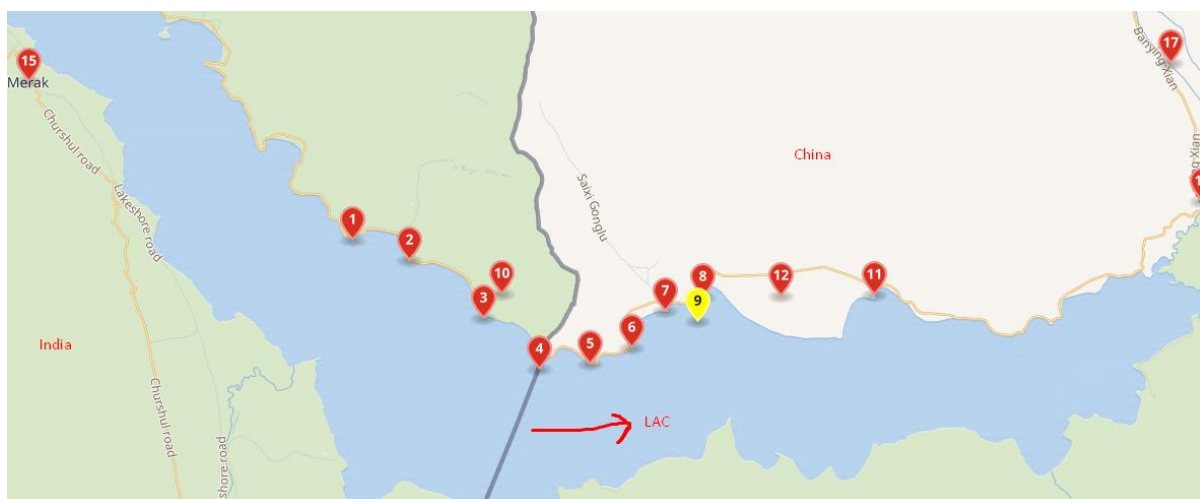 15
Merak
Churshul road
Lakeshore road
1
2
10
3
India
Churshul road
shore road
4
5
6
7
8
9
12
11
Saixi Gonglu
China
17
Banying Xian
Xian
LAC